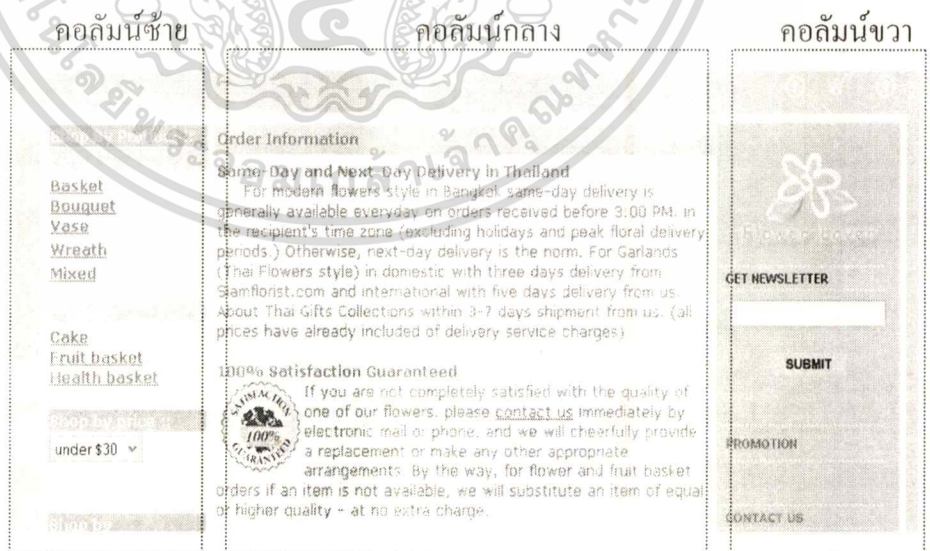 คอลัมน์ซ้าย
คอลัมน์กลาง
คอลัมน์ขวา
Basket
Bouquet
Vase
Wreath
Mixed
Cake
Fruit basket
Health basket
Shop by price
under $30
Shop by
Order Information
Same-Day and Next-Day Delivery in Thailand
For modern flowers style in Bangkok same-day delivery is
generally available everyday on orders received before 3:00 PM. in
the recipient's time zone (excluding holidays and peak floral delivery
periods.) Otherwise, next-day delivery is the norm. For Garlands
(Thai Flowers style) in domestic with three days delivery from
Siamflorist.com and international with five days delivery from us.
About Thai Gifts Collections within 3-7 days shipment from us. (all
prices have already included of delivery service charges)
100% Satisfaction Guaranteed
SATISFACTION
100%
GUARANTEED
If you are not completely satisfied with the quality of
one of our flowers, please contact us immediately by
electronic mail or phone, and we will cheerfully provide
a replacement or make any other appropriate
arrangements. By the way, for flower and fruit basket
orders if an item is not available, we will substitute an item of equal
or higher quality - at no extra charge.
GET NEWSLETTER
SUBMIT
PROMOTION
CONTACT US